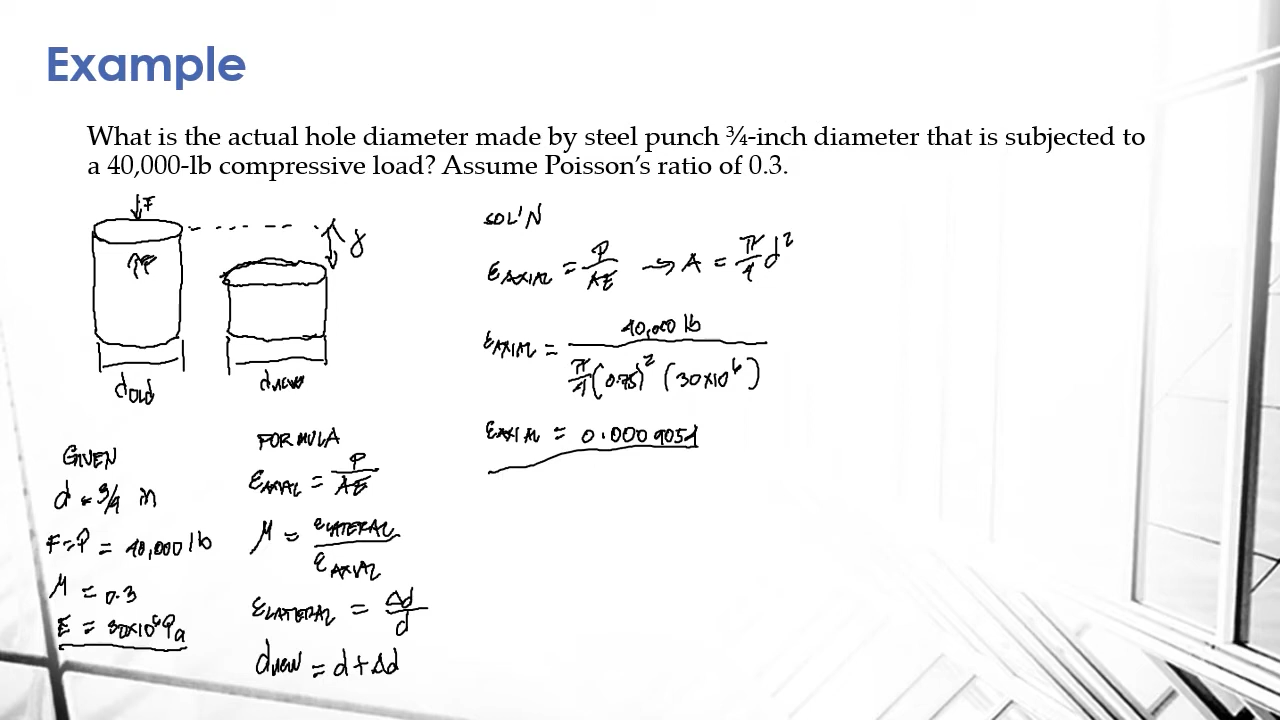 Example
What is the actual hole diameter made by steel punch ¾-inch diameter that is subjected to
a 40,000-lb compressive load? Assume Poisson’s ratio of 0.3.
F
δ
↑P
dOLD
dNEW
GIVEN
d = 3/4 in
F=P = 40,000 lb
μ = 0.3
E = 30x10⁶Pa
FORMULA
εAXIAL = P/AE
μ = εLATERAL/εAXIAL
εLATERAL = Δd/d
dNEW = d+Δd
SOL'N
εAXIAL = P/AE → A = π/4 d²
εAXIAL = 40,000 lb / π/4 (0.75)² (30x10⁶)
εAXIAL = 0.0009054